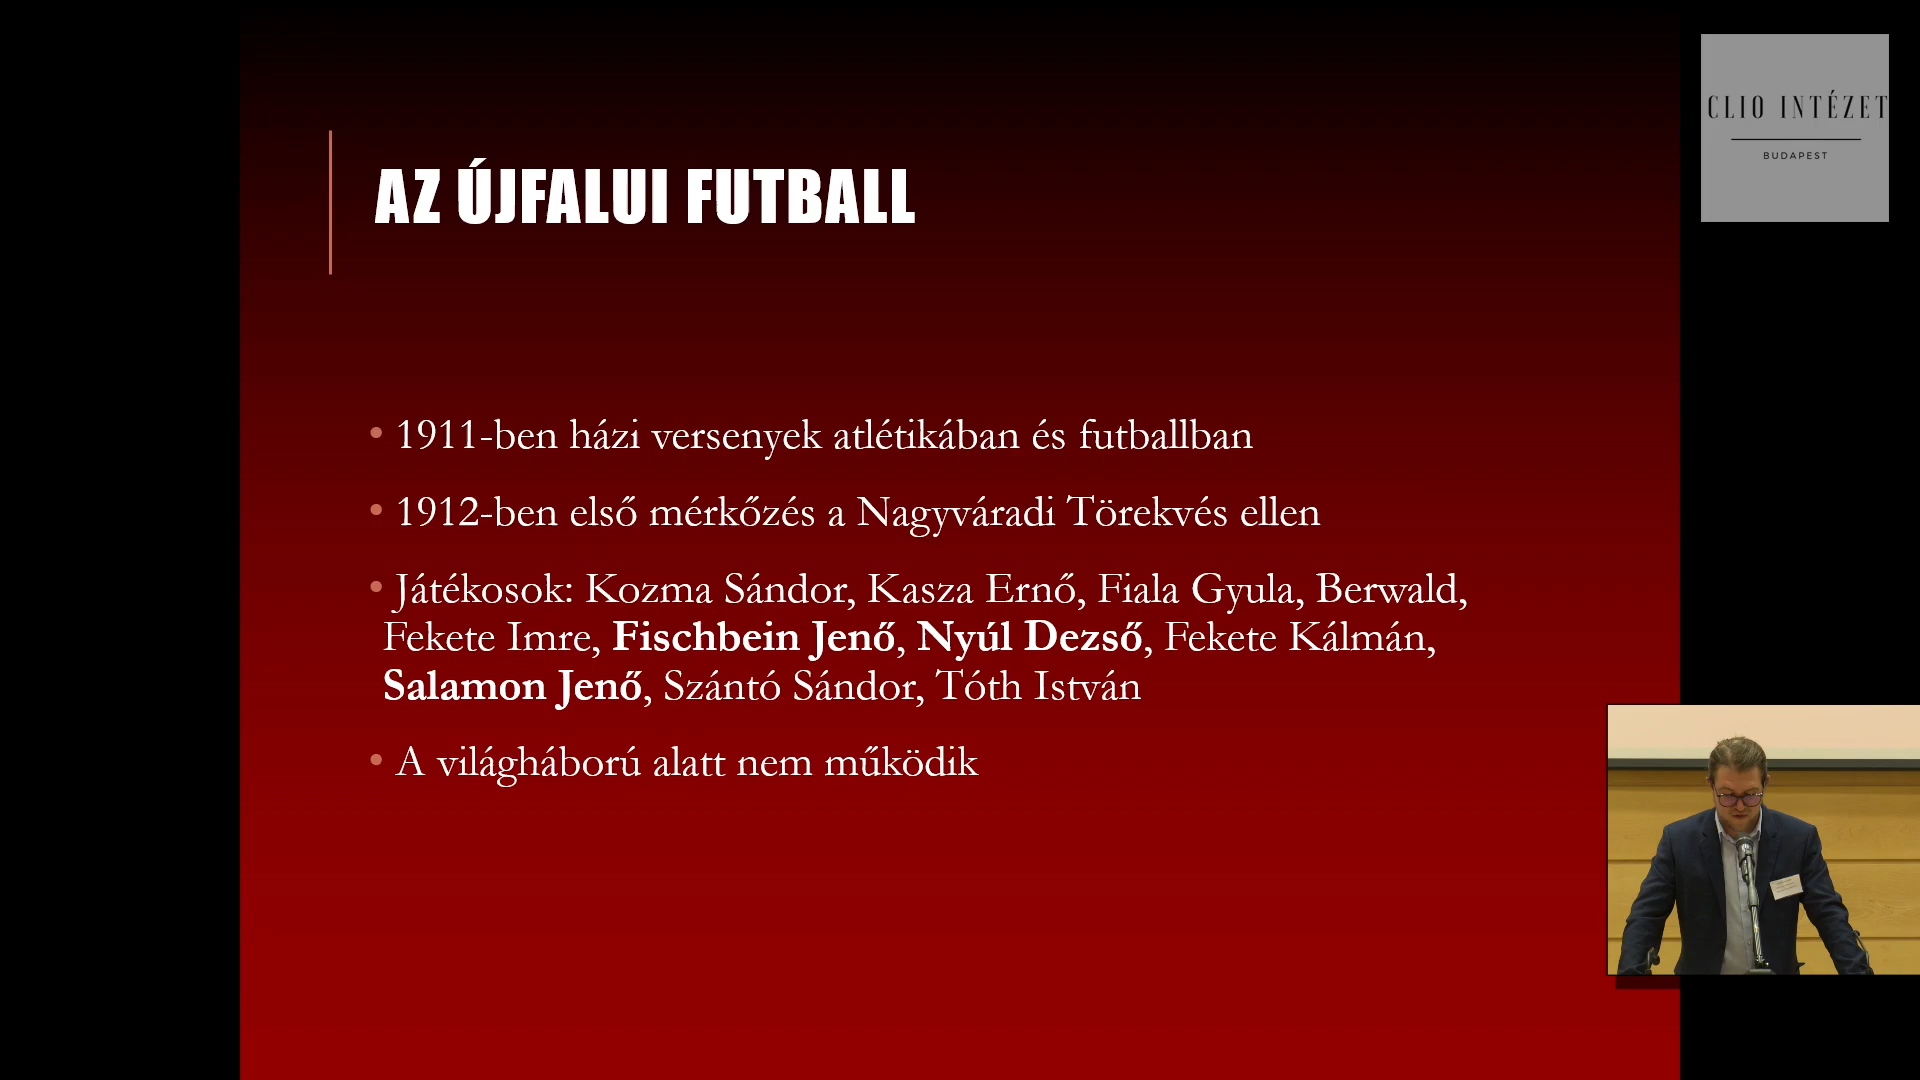 CLIO INTÉZET
BUDAPEST
AZ ÚJFALUI FUTBALL
• 1911-ben házi versenyek atlétikában és futballban
• 1912-ben első mérkőzés a Nagyváradi Törekvés ellen
• Játékosok: Kozma Sándor, Kasza Ernő, Fiala Gyula, Berwald,
Fekete Imre, Fischbein Jenő, Nyúl Dezső, Fekete Kálmán,
Salamon Jenő, Szántó Sándor, Tóth István
• A világháború alatt nem működik